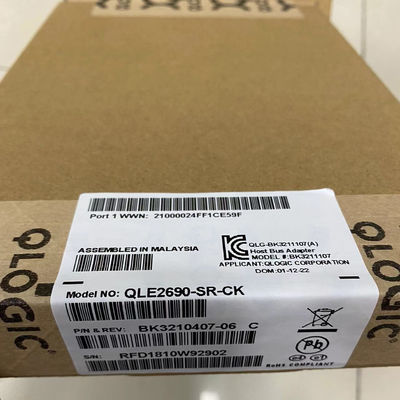 QLOGIC
Port 1 WWN: 21000024FF1CE59F
ASSEMBLED IN MALAYSIA
QLG-BK3211107(A)
Host Bus Adapter
MODEL #:BK3211107
APPLICANT:QLOGIC CORPORATION
DOM:01-12-22
Model No: QLE2690-SR-CK
P/N & REV: BK3210407-06 C
S/N: RFD1810W92902
Pb
RoHS COMPLIANT